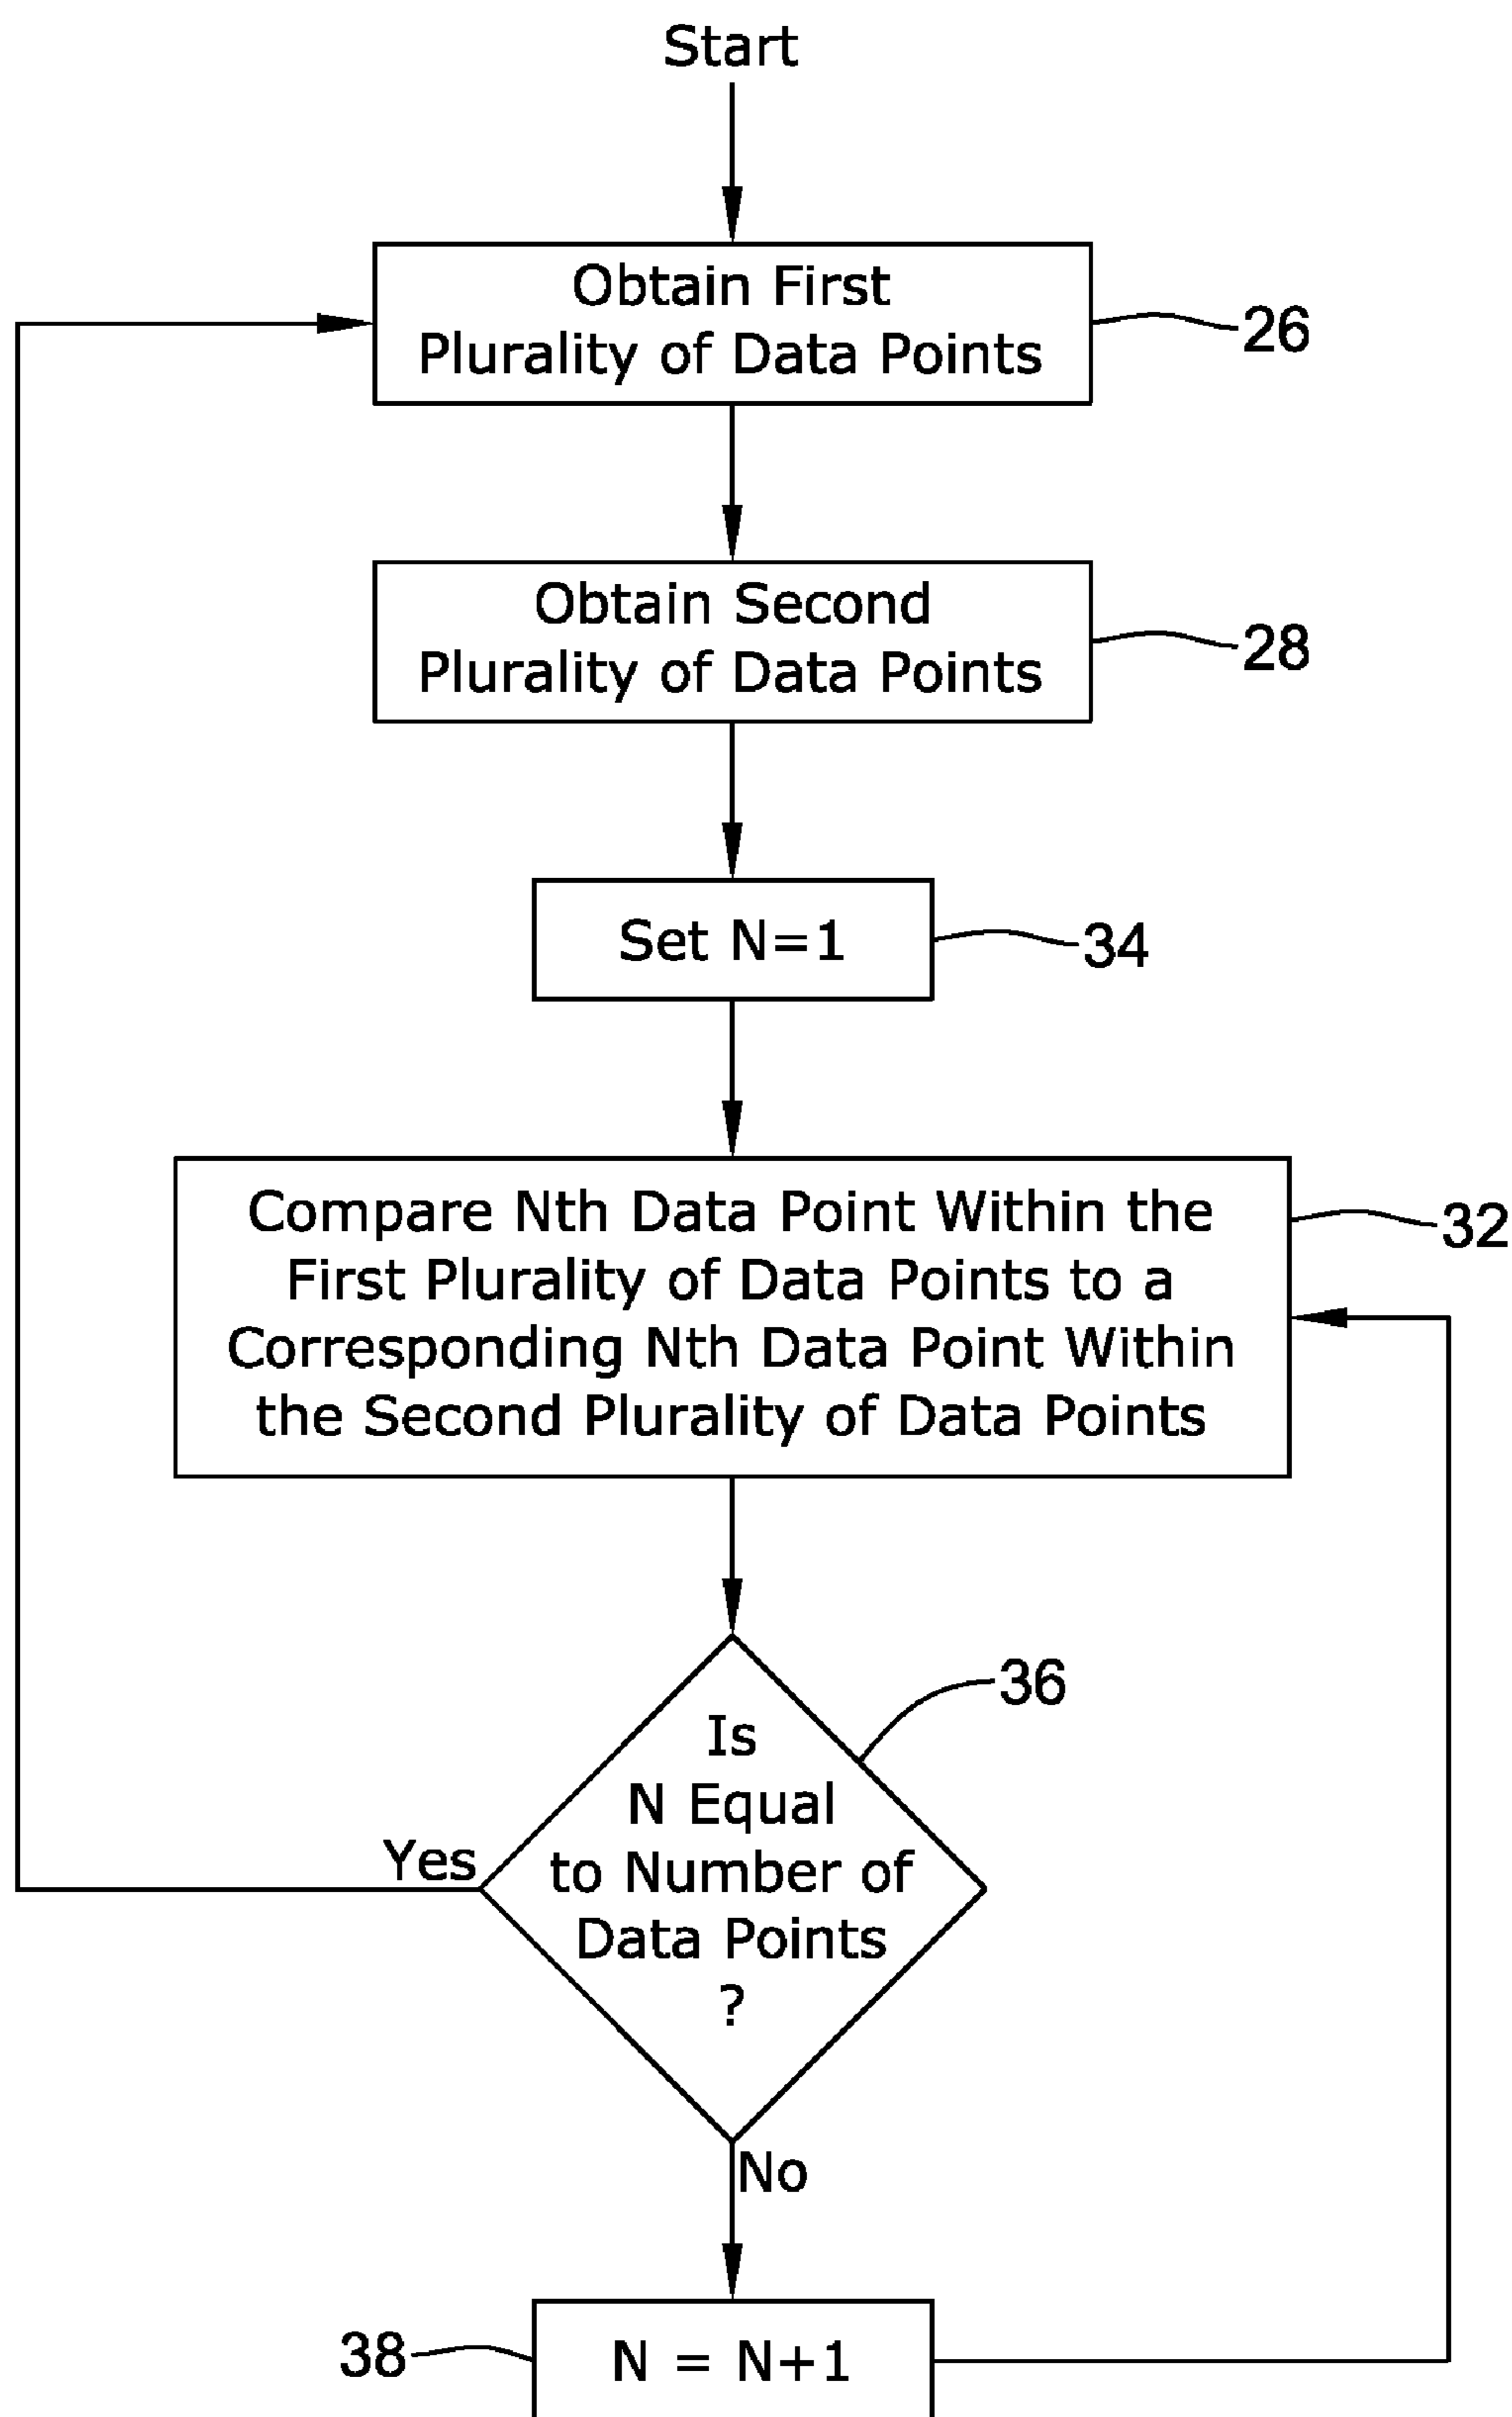 Start
Obtain First
Plurality of Data Points
26
Obtain Second
Plurality of Data Points
28
Set N=1
34
Compare Nth Data Point Within the
First Plurality of Data Points to a
Corresponding Nth Data Point Within
the Second Plurality of Data Points
32
36
Is
N Equal
to Number of
Data Points
?
Yes
No
38
N = N+1